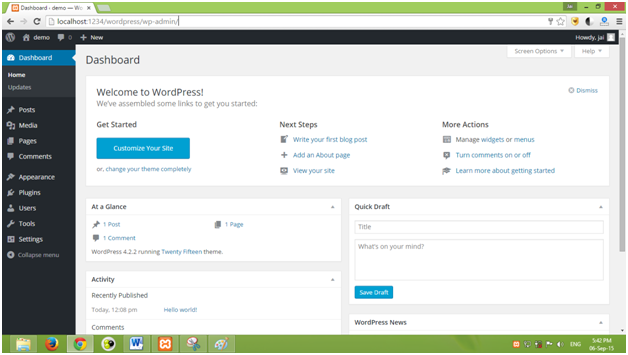 Dashboard ‹ demo — Wo
localhost:1234/wordpress/wp-admin/
demo 0 + New
Howdy, jai
Dashboard
Home
Updates
Posts
Media
Pages
Comments
Appearance
Plugins
Users
Tools
Settings
Collapse menu
Screen Options
Help
Dashboard
Welcome to WordPress!
We've assembled some links to get you started:
Dismiss
Get Started
Customize Your Site
or, change your theme completely
Next Steps
Write your first blog post
Add an About page
View your site
More Actions
Manage widgets or menus
Turn comments on or off
Learn more about getting started
At a Glance
1 Post
1 Page
1 Comment
WordPress 4.2.2 running Twenty Fifteen theme.
Activity
Recently Published
Today, 12:08 pm Hello world!
Comments
Quick Draft
Title
What's on your mind?
Save Draft
WordPress News
ENG
5:42 PM
06-Sep-15